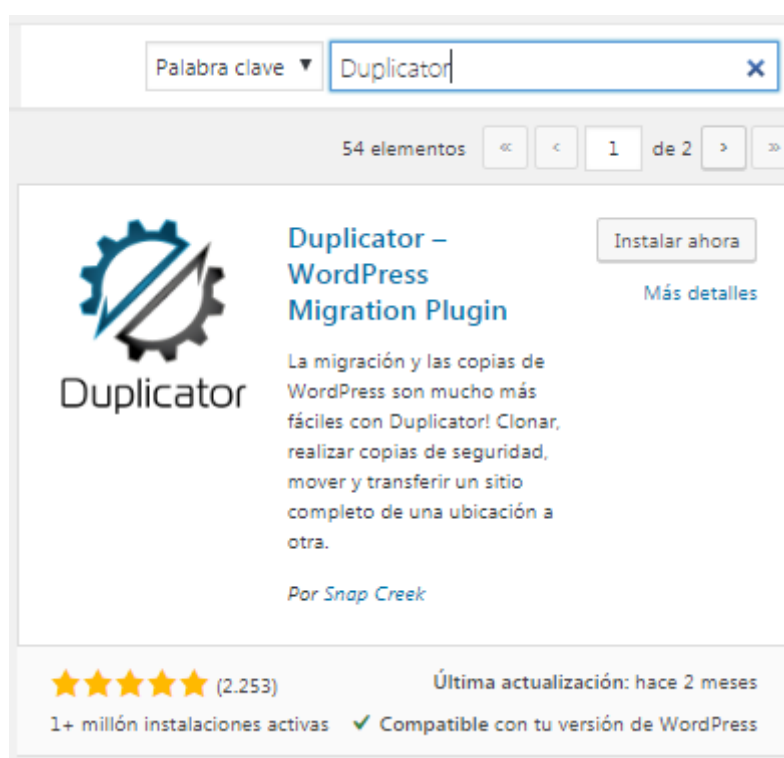 Palabra clave ▼ Duplicator ×
54 elementos « ‹ 1 de 2 › »
Duplicator –
WordPress
Migration Plugin
Instalar ahora
Más detalles
La migración y las copias de
WordPress son mucho más
fáciles con Duplicator! Clonar,
realizar copias de seguridad,
mover y transferir un sitio
completo de una ubicación a
otra.
Por Snap Creek
Duplicator
(2.253)
Última actualización: hace 2 meses
1+ millón instalaciones activas
✔ Compatible con tu versión de WordPress